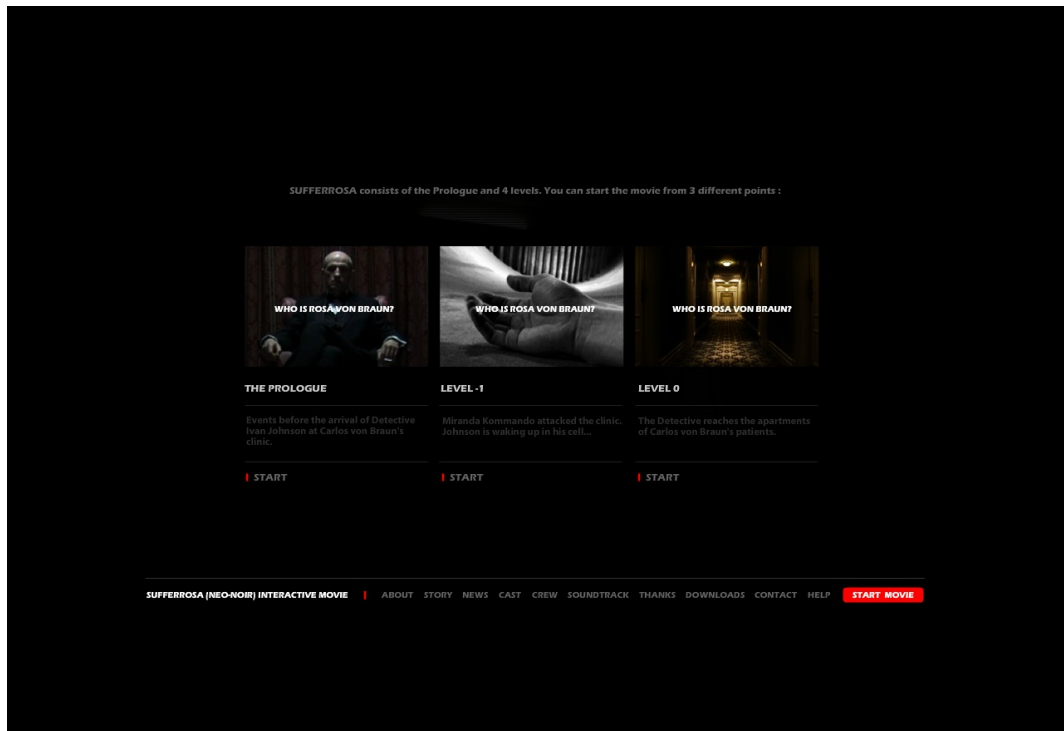 SUFFERROSA consists of the Prologue and 4 levels. You can start the movie from 3 different points :
WHO IS ROSA VON BRAUN?
WHO IS ROSA VON BRAUN?
WHO IS ROSA VON BRAUN?
THE PROLOGUE
Events before the arrival of Detective
Ivan Johnson at Carlos von Braun's
clinic.
START
LEVEL -1
Miranda Kommando attacked the clinic.
Johnson is waking up in his cell...
START
LEVEL 0
The Detective reaches the apartments
of Carlos von Braun's patients.
START
SUFFERROSA (NEO-NOIR) INTERACTIVE MOVIE | ABOUT STORY NEWS CAST CREW SOUNDTRACK THANKS DOWNLOADS CONTACT HELP START MOVIE